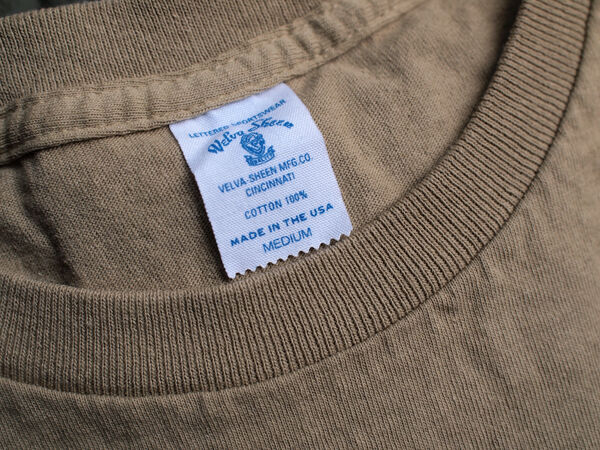 LETTERED SPORTSWEAR
Velva Sheen
VELVA-SHEEN MFG.CO.
CINCINNATI
COTTON 100%
MADE IN THE USA
MEDIUM